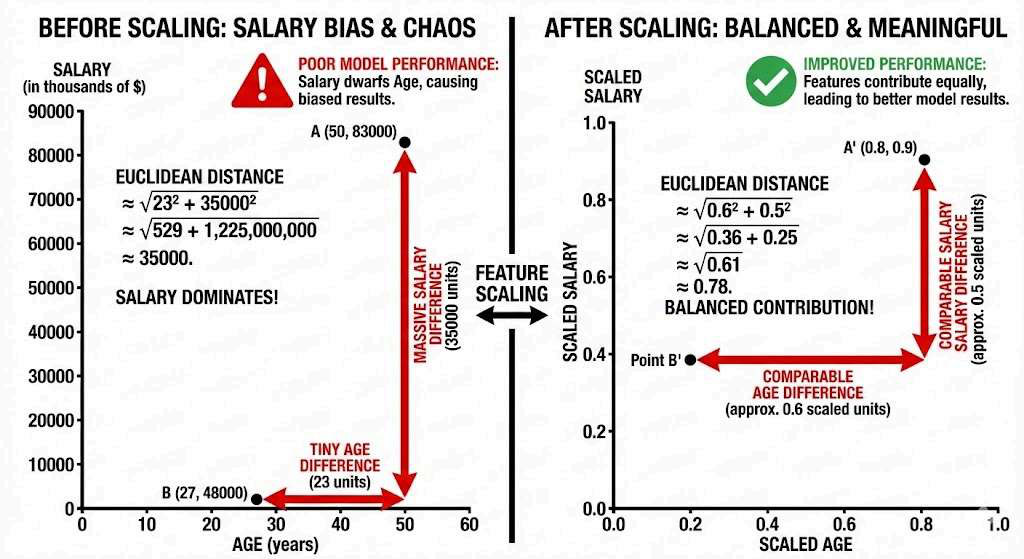 BEFORE SCALING: SALARY BIAS & CHAOS
SALARY
(in thousands of $)
POOR MODEL PERFORMANCE:
Salary dwarfs Age, causing
biased results.
90000
80000
70000
60000
50000
40000
30000
20000
10000
0
A (50, 83000)
EUCLIDEAN DISTANCE
≈ √23² + 35000²
≈ √529 + 1,225,000,000
≈ 35000.
SALARY DOMINATES!
MASSIVE SALARY
DIFFERENCE
(35000 units)
TINY AGE
DIFFERENCE
(23 units)
B (27, 48000)
0 10 20 30 40 50 60
AGE (years)
FEATURE
SCALING
AFTER SCALING: BALANCED & MEANINGFUL
SCALED
SALARY
IMPROVED PERFORMANCE:
Features contribute equally,
leading to better model results.
1.0
0.8
0.6
0.4
0.2
0.0
SCALED SALARY
A' (0.8, 0.9)
EUCLIDEAN DISTANCE
≈ √0.6² + 0.5²
≈ √0.36 + 0.25
≈ √0.61
≈ 0.78.
BALANCED CONTRIBUTION!
COMPARABLE SALARY
SALARY DIFFERENCE
(approx. 0.5 scaled units)
Point B'
COMPARABLE
AGE DIFFERENCE
(approx. 0.6 scaled units)
0.0 0.2 0.4 0.6 0.8 1.0
SCALED AGE